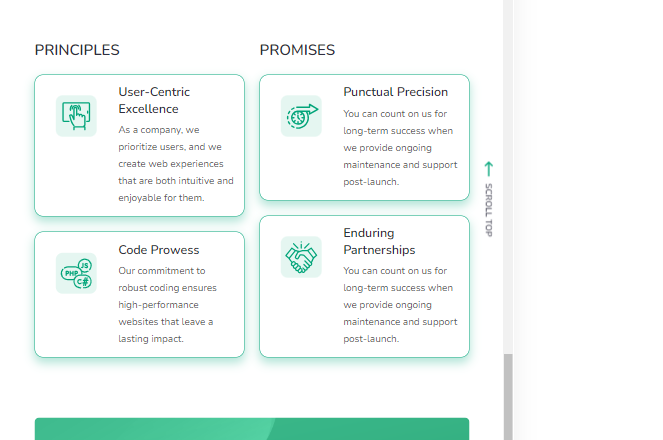 PRINCIPLES
User-Centric
Excellence
As a company, we
prioritize users, and we
create web experiences
that are both intuitive and
enjoyable for them.
JS
PHP
C#
Code Prowess
Our commitment to
robust coding ensures
high-performance
websites that leave a
lasting impact.
PROMISES
Punctual Precision
You can count on us for
long-term success when
we provide ongoing
maintenance and support
post-launch.
Enduring
Partnerships
You can count on us for
long-term success when
we provide ongoing
maintenance and support
post-launch.
SCROLL TOP